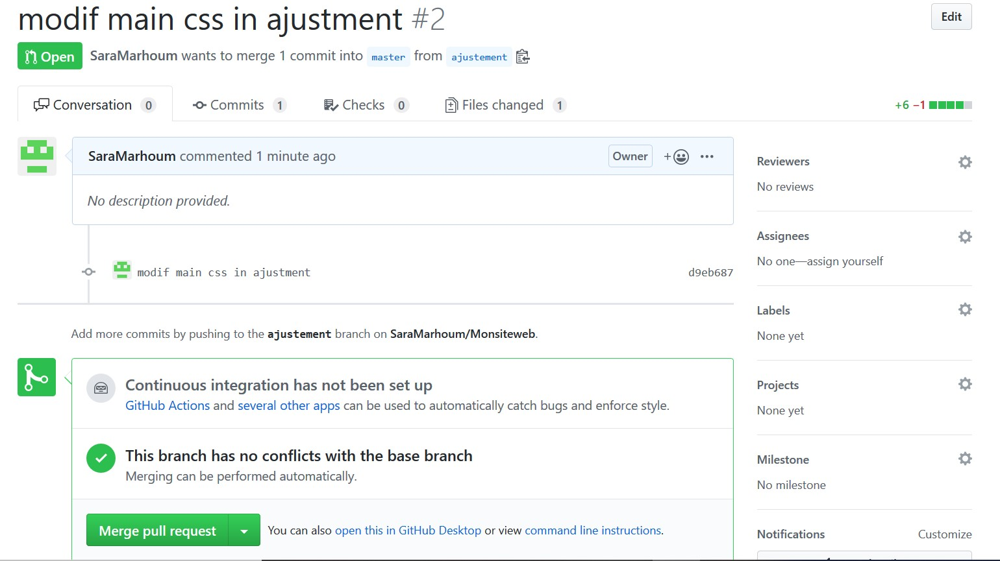 modif main css in ajustment #2
Edit
Open
SaraMarhoum wants to merge 1 commit into master from ajustement
Conversation 0
Commits 1
Checks 0
Files changed 1
+6 −1
SaraMarhoum commented 1 minute ago
Owner
+
No description provided.
modif main css in ajustment
d9eb687
Add more commits by pushing to the ajustement branch on SaraMarhoum/Monsiteweb.
Continuous integration has not been set up
GitHub Actions and several other apps can be used to automatically catch bugs and enforce style.
This branch has no conflicts with the base branch
Merging can be performed automatically.
Merge pull request
You can also open this in GitHub Desktop or view command line instructions.
Reviewers
No reviews
Assignees
No one—assign yourself
Labels
None yet
Projects
None yet
Milestone
No milestone
Notifications
Customize